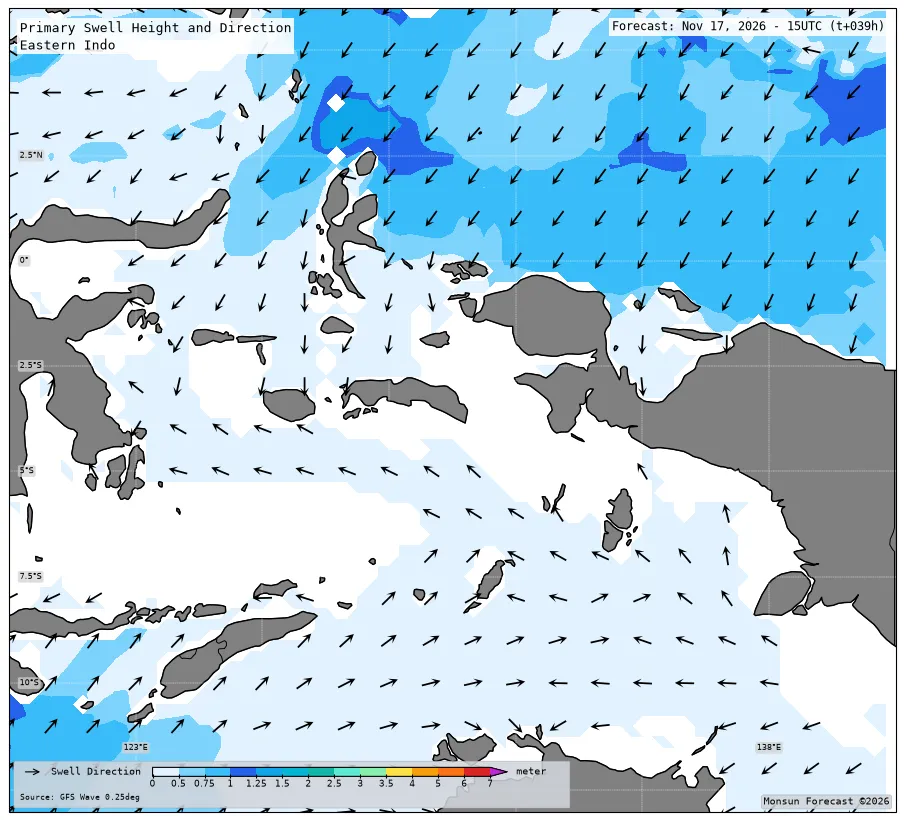 Primary Swell Height and Direction
Eastern Indo
Forecast: Nov 17, 2026 - 15UTC (t+039h)
2.5°N
0°
2.5°S
5°S
7.5°S
10°S
123°E
138°E
Swell Direction
0 0.5 0.75 1 1.25 1.5 2 2.5 3 3.5 4 5 6 7
meter
Source: GFS Wave 0.25deg
Monsun Forecast ©2026